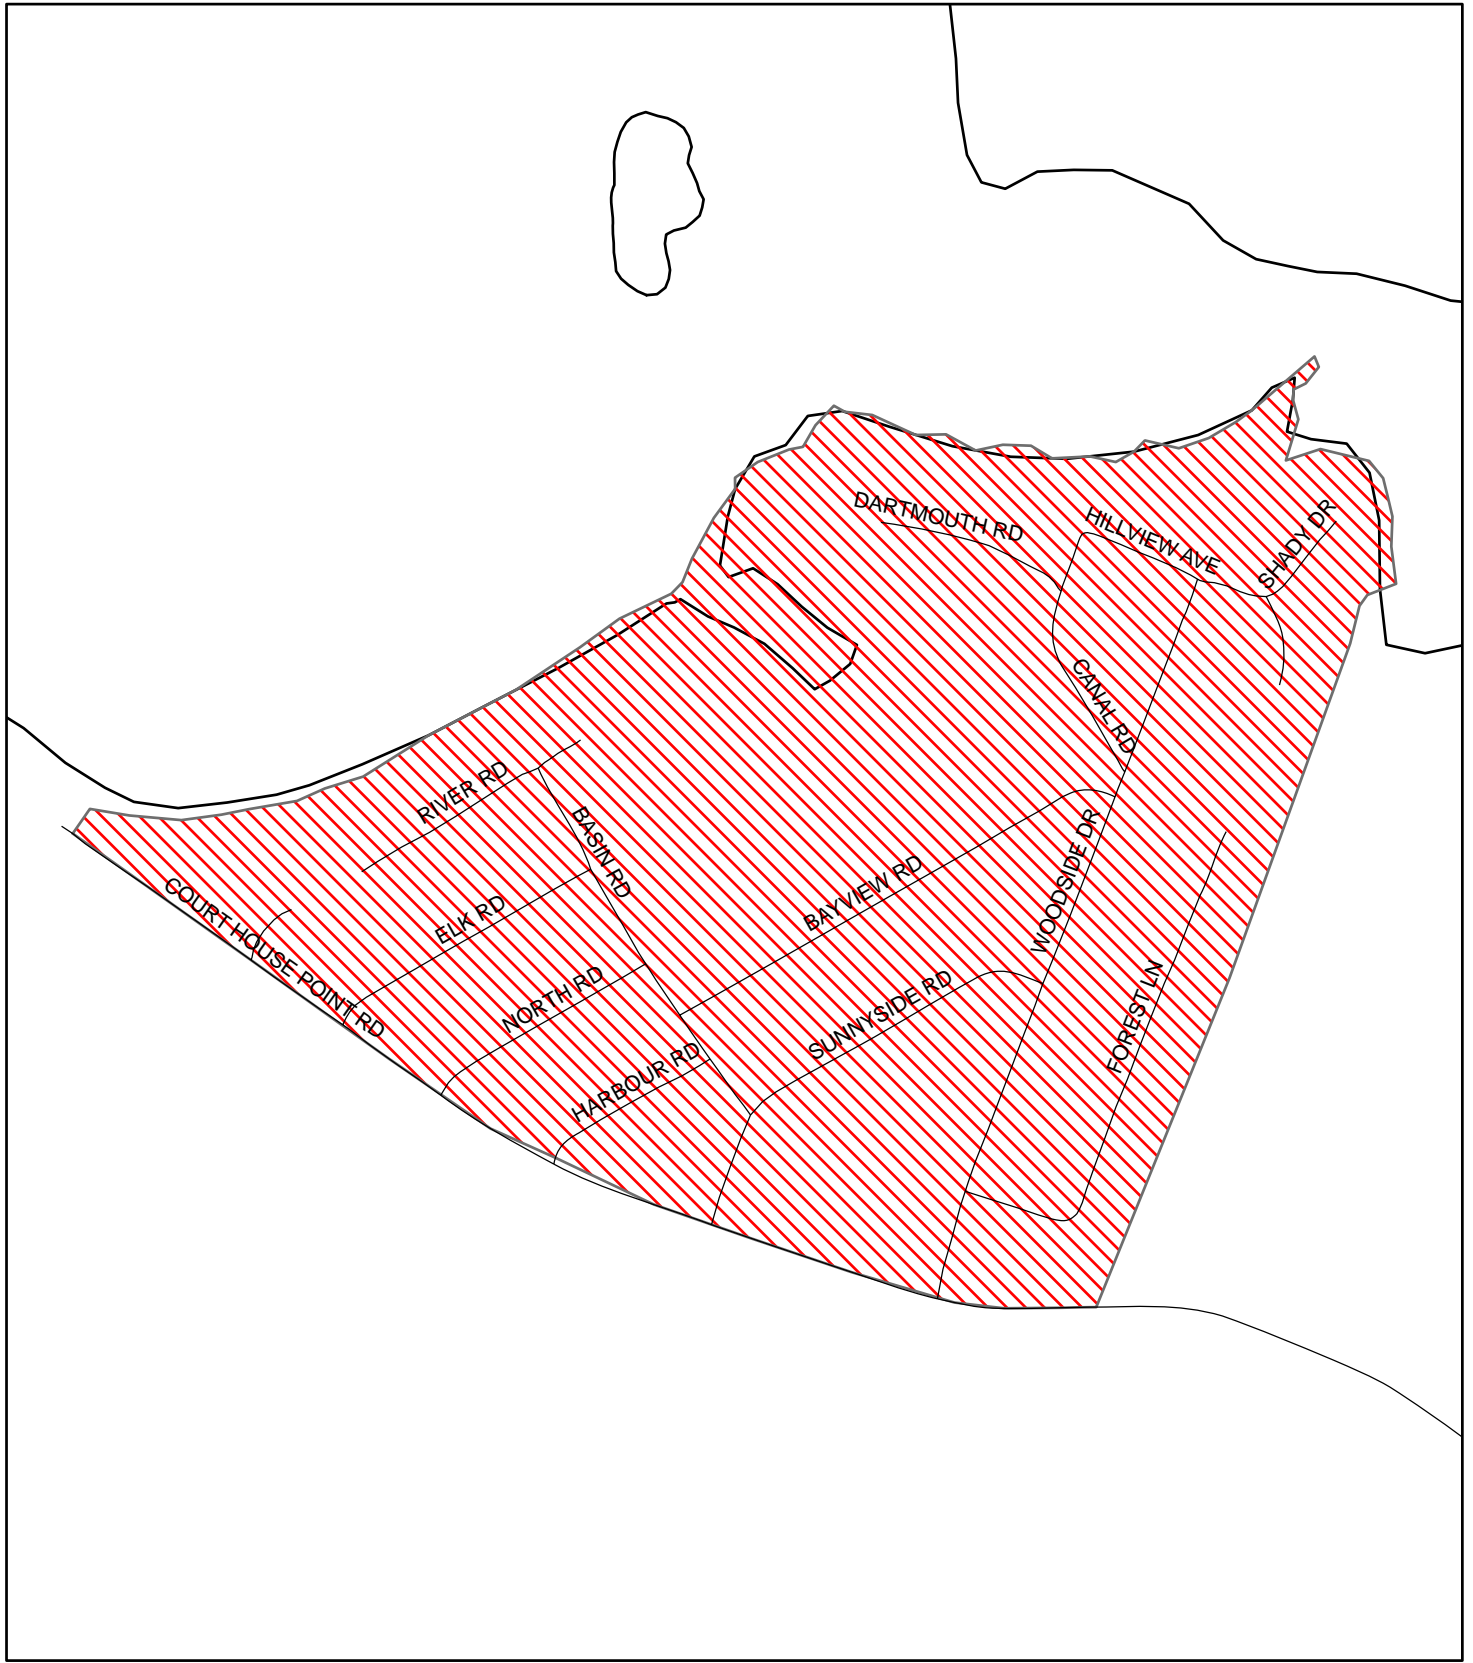 DARTMOUTH RD
HILLVIEW AVE
SHADY DR
CANAL RD
RIVER RD
BASIN RD
WOODSIDE DR
BAYVIEW RD
ELK RD
COURT HOUSE POINT RD
NORTH RD
SUNNYSIDE RD
FOREST LN
HARBOUR RD